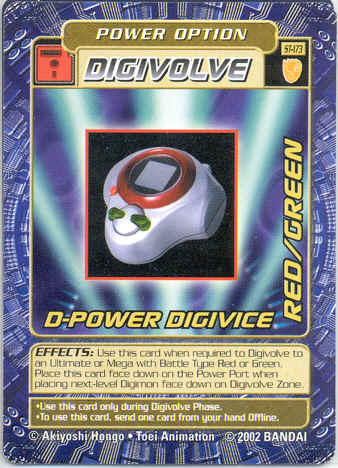 POWER OPTION
DIGIVOLVE
ST-173
RED/GREEN
D-POWER DIGIVICE
EFFECTS: Use this card when required to Digivolve to
an Ultimate or Mega with Battle Type Red or Green.
Place this card face down on the Power Port when
placing next-level Digimon face down on Digivolve Zone.
•Use this card only during Digivolve Phase.
•To use this card, send one card from your hand Offline.
© Akiyoshi Hongo • Toei Animation © 2002 BANDAI